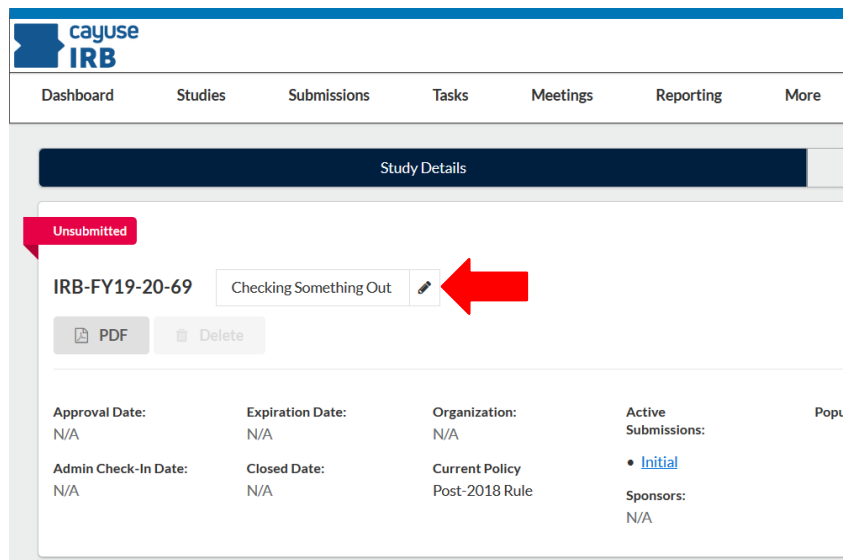 cayuse
IRB
Dashboard Studies Submissions Tasks Meetings Reporting More
Study Details
Unsubmitted
IRB-FY19-20-69 Checking Something Out
PDF Delete
Approval Date: Expiration Date: Organization: Active Submissions: Popu
N/A N/A N/A
• Initial
Admin Check-In Date: Closed Date: Current Policy
N/A N/A Post-2018 Rule
Sponsors:
N/A